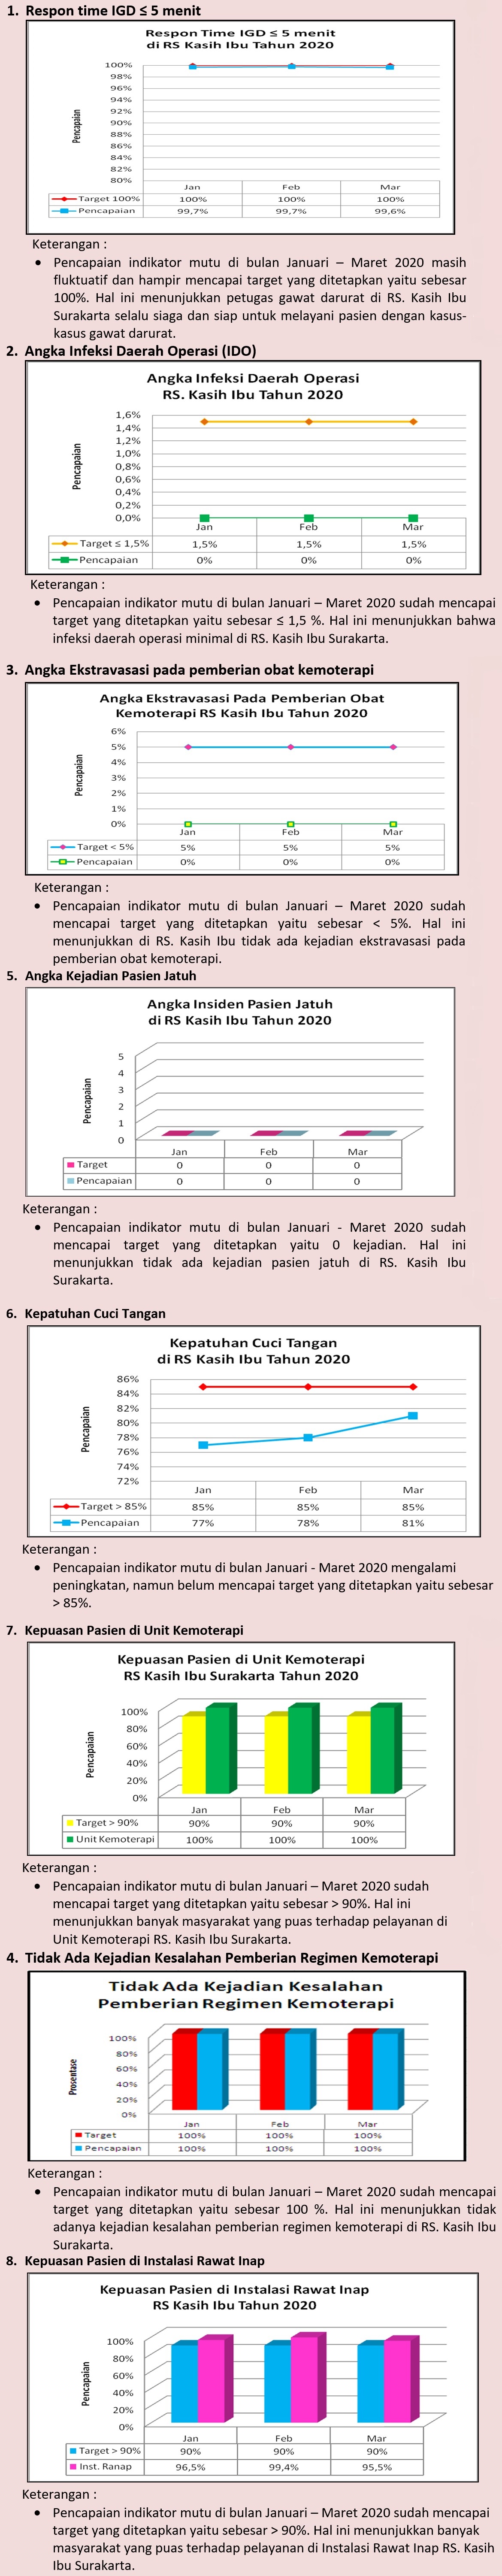 1. Respon time IGD ≤ 5 menit
Respon Time IGD ≤ 5 menit
di RS Kasih Ibu Tahun 2020
Pencapaian
100%
98%
96%
94%
92%
90%
88%
86%
84%
82%
80%
Jan Feb Mar
Target 100% 100% 100% 100%
Pencapaian 99,7% 99,7% 99,6%
Keterangan :
• Pencapaian indikator mutu di bulan Januari – Maret 2020 masih
fluktuatif dan hampir mencapai target yang ditetapkan yaitu sebesar
100%. Hal ini menunjukkan petugas gawat darurat di RS. Kasih Ibu
Surakarta selalu siaga dan siap untuk melayani pasien dengan kasus-
kasus gawat darurat.
2. Angka Infeksi Daerah Operasi (IDO)
Angka Infeksi Daerah Operasi
RS. Kasih Ibu Tahun 2020
Pencapaian
1,6%
1,4%
1,2%
1,0%
0,8%
0,6%
0,4%
0,2%
0,0%
Jan Feb Mar
Target ≤ 1,5% 1,5% 1,5% 1,5%
Pencapaian 0% 0% 0%
Keterangan :
• Pencapaian indikator mutu di bulan Januari – Maret 2020 sudah mencapai
target yang ditetapkan yaitu sebesar ≤ 1,5 %. Hal ini menunjukkan bahwa
infeksi daerah operasi minimal di RS. Kasih Ibu Surakarta.
3. Angka Ekstravasasi pada pemberian obat kemoterapi
Angka Ekstravasasi Pada Pemberian Obat
Kemoterapi RS Kasih Ibu Tahun 2020
Pencapaian
6%
5%
4%
3%
2%
1%
0%
Jan Feb Mar
Target < 5% 5% 5% 5%
Pencapaian 0% 0% 0%
Keterangan :
• Pencapaian indikator mutu di bulan Januari – Maret 2020 sudah
mencapai target yang ditetapkan yaitu sebesar < 5%. Hal ini
menunjukkan di RS. Kasih Ibu tidak ada kejadian ekstravasasi pada
pemberian obat kemoterapi.
5. Angka Kejadian Pasien Jatuh
Angka Insiden Pasien Jatuh
di RS Kasih Ibu Tahun 2020
Pencapaian
5
4
3
2
1
0
Jan Feb Mar
Target 0 0 0
Pencapaian 0 0 0
Keterangan :
• Pencapaian indikator mutu di bulan Januari - Maret 2020 sudah
mencapai target yang ditetapkan yaitu 0 kejadian. Hal ini
menunjukkan tidak ada kejadian pasien jatuh di RS. Kasih Ibu
Surakarta.
6. Kepatuhan Cuci Tangan
Kepatuhan Cuci Tangan
di RS Kasih Ibu Tahun 2020
Pencapaian
86%
84%
82%
80%
78%
76%
74%
72%
Jan Feb Mar
Target > 85% 85% 85% 85%
Pencapaian 77% 78% 81%
Keterangan :
• Pencapaian indikator mutu di bulan Januari - Maret 2020 mengalami
peningkatan, namun belum mencapai target yang ditetapkan yaitu sebesar
> 85%.
7. Kepuasan Pasien di Unit Kemoterapi
Kepuasan Pasien di Unit Kemoterapi
RS Kasih Ibu Surakarta Tahun 2020
Pencapaian
100%
80%
60%
40%
20%
0%
Jan Feb Mar
Target > 90% 90% 90% 90%
Unit Kemoterapi 100% 100% 100%
Keterangan :
• Pencapaian indikator mutu di bulan Januari – Maret 2020 sudah
mencapai target yang ditetapkan yaitu sebesar > 90%. Hal ini
menunjukkan banyak masyarakat yang puas terhadap pelayanan di
Unit Kemoterapi RS. Kasih Ibu Surakarta.
4. Tidak Ada Kejadian Kesalahan Pemberian Regimen Kemoterapi
Tidak Ada Kejadian Kesalahan
Pemberian Regimen Kemoterapi
Prosentase
100%
80%
60%
40%
20%
0%
Jan Feb Mar
Target 100% 100% 100%
Pencapaian 100% 100% 100%
Keterangan :
• Pencapaian indikator mutu di bulan Januari – Maret 2020 sudah mencapai
target yang ditetapkan yaitu sebesar 100 %. Hal ini menunjukkan tidak
adanya kejadian kesalahan pemberian regimen kemoterapi di RS. Kasih Ibu
Surakarta.
8. Kepuasan Pasien di Instalasi Rawat Inap
Kepuasan Pasien di Instalasi Rawat Inap
RS Kasih Ibu Tahun 2020
Pencapaian
100%
80%
60%
40%
20%
0%
Jan Feb Mar
Target > 90% 90% 90% 90%
Inst. Ranap 96,5% 99,4% 95,5%
Keterangan :
• Pencapaian indikator mutu di bulan Januari – Maret 2020 sudah mencapai
target yang ditetapkan yaitu sebesar > 90%. Hal ini menunjukkan banyak
masyarakat yang puas terhadap pelayanan di Instalasi Rawat Inap RS. Kasih
Ibu Surakarta.